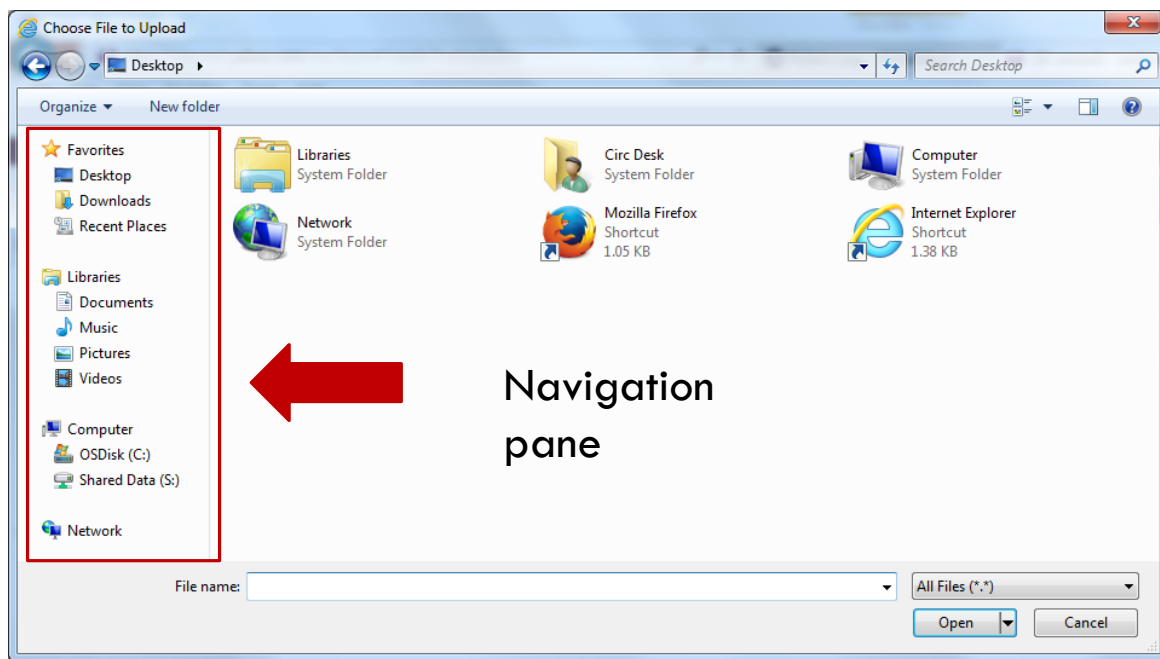 Choose File to Upload
Desktop
Search Desktop
Organize
New folder
Favorites
Desktop
Downloads
Recent Places
Libraries
Documents
Music
Pictures
Videos
Computer
OSDisk (C:)
Shared Data (S:)
Network
Libraries
System Folder
Circ Desk
System Folder
Computer
System Folder
Network
System Folder
Mozilla Firefox
Shortcut
1.05 KB
Internet Explorer
Shortcut
1.38 KB
Navigation
pane
File name:
All Files (*.*)
Open
Cancel